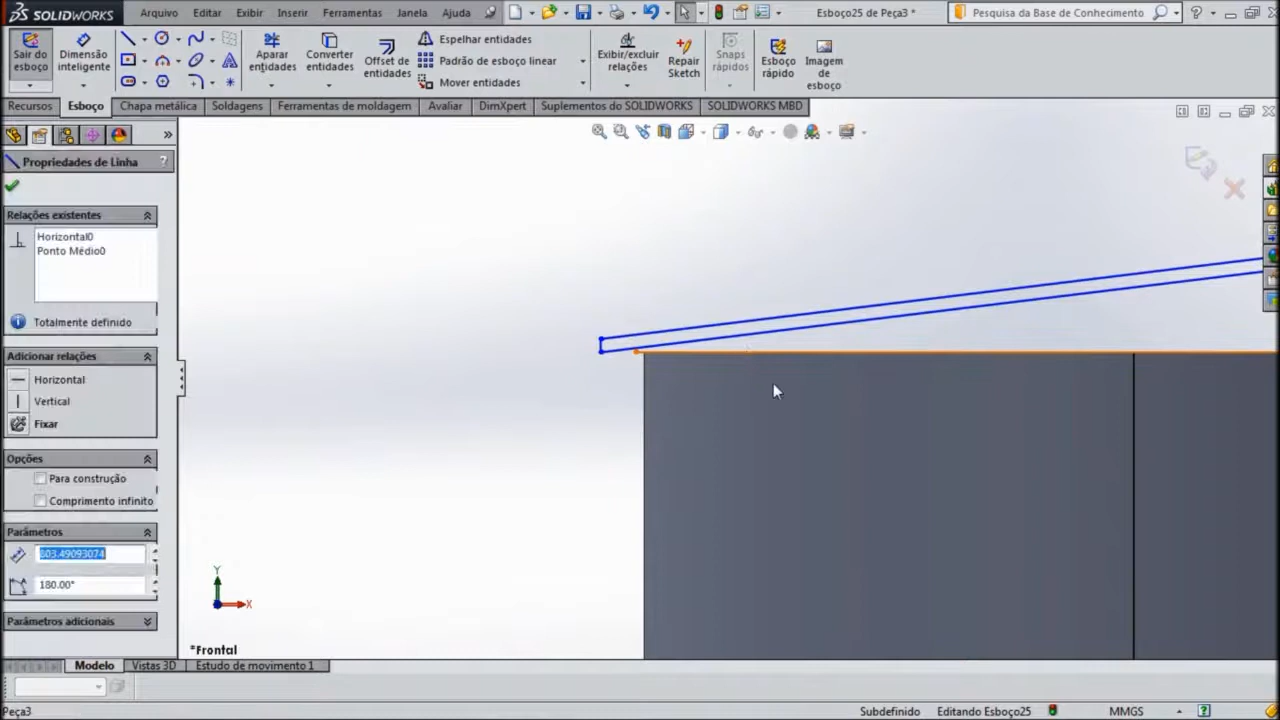 SOLIDWORKS Arquivo Editar Exibir Inserir Ferramentas Janela Ajuda Esboço25 de Peça3 * Pesquisa da Base de Conhecimento
Sair do esboço
Dimensão inteligente
Aparar entidades
Converter entidades
Offset de entidades
Espelhar entidades
Padrão de esboço linear
Mover entidades
Exibir/excluir relações
Repair Sketch
Snaps rápidos
Esboço rápido
Imagem de esboço
Recursos Esboço Chapa metálica Soldagens Ferramentas de moldagem Avaliar DimXpert Suplementos do SOLIDWORKS SOLIDWORKS MBD
Propriedades de Linha ?
Relações existentes
Horizontal0
Ponto Médio0
Totalmente definido
Adicionar relações
Horizontal
Vertical
Fixar
Opções
Para construção
Comprimento infinito
Parâmetros
803.49093074
180.00°
Parâmetros adicionais
Y
X
*Frontal
Modelo Vistas 3D Estudo de movimento 1
Peça3 Subdefinido Editando Esboço25 MMGS